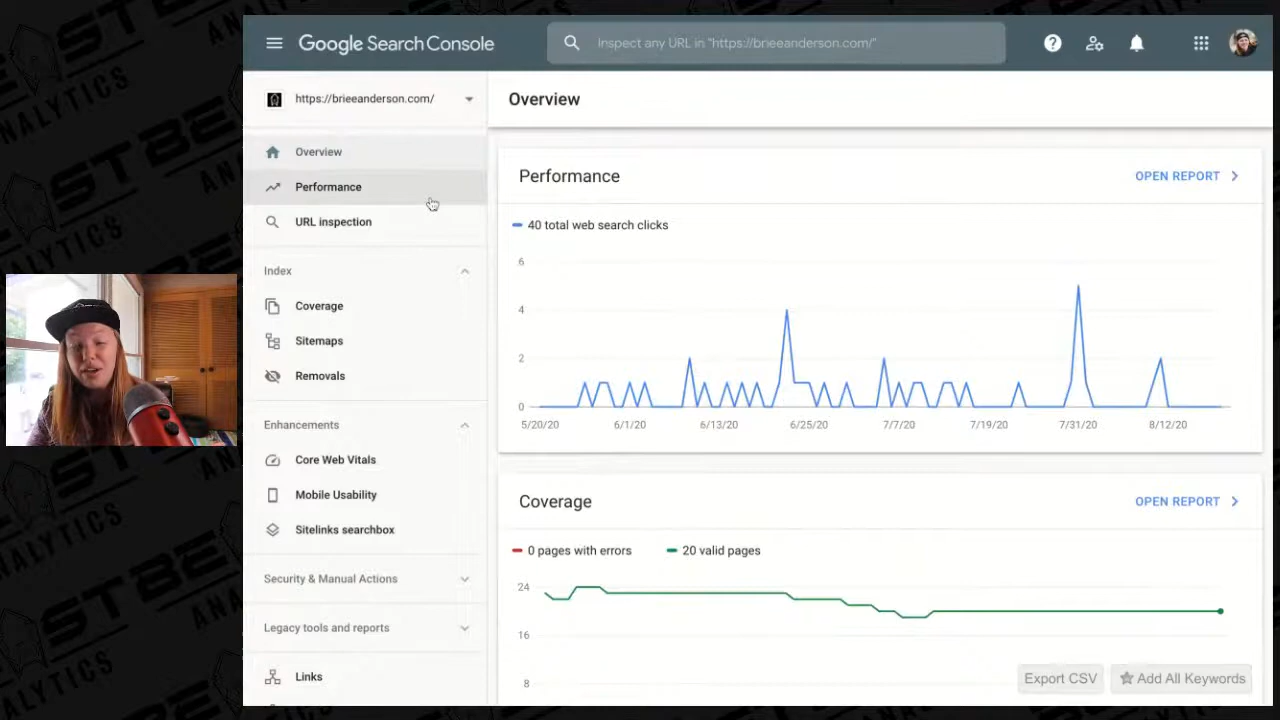 Google Search Console
Inspect any URL in "https://brieeanderson.com/"
https://brieeanderson.com/
Overview
Overview
Performance
URL inspection
Index
Coverage
Sitemaps
Removals
Enhancements
Core Web Vitals
Mobile Usability
Sitelinks searchbox
Security & Manual Actions
Legacy tools and reports
Links
Performance
OPEN REPORT
40 total web search clicks
6
4
2
0
5/20/20 6/1/20 6/13/20 6/25/20 7/7/20 7/19/20 7/31/20 8/12/20
Coverage
OPEN REPORT
0 pages with errors 20 valid pages
24
16
8
Export CSV Add All Keywords
ANALYTICS